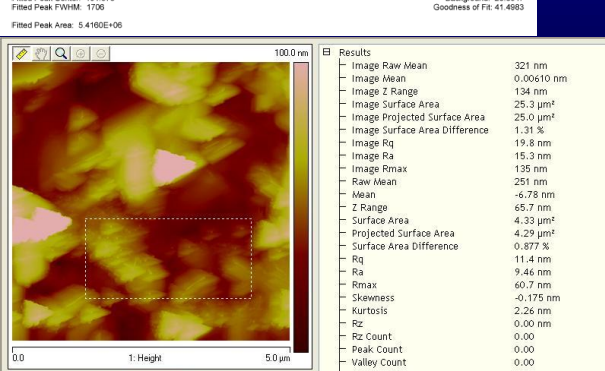 Fitted Peak FWHM: 1706
Goodness of Fit: 41.4983
Fitted Peak Area: 5.4160E+06
100.0 nm
0.0
1: Height
5.0 µm
Results
Image Raw Mean 321 nm
Image Mean 0.00610 nm
Image Z Range 134 nm
Image Surface Area 25.3 µm²
Image Projected Surface Area 25.0 µm²
Image Surface Area Difference 1.31 %
Image Rq 19.8 nm
Image Ra 15.3 nm
Image Rmax 135 nm
Raw Mean 251 nm
Mean -6.78 nm
Z Range 65.7 nm
Surface Area 4.33 µm²
Projected Surface Area 4.29 µm²
Surface Area Difference 0.877 %
Rq 11.4 nm
Ra 9.46 nm
Rmax 60.7 nm
Skewness -0.175 nm
Kurtosis 2.26 nm
Rz 0.00 nm
Rz Count 0.00
Peak Count 0.00
Valley Count 0.00